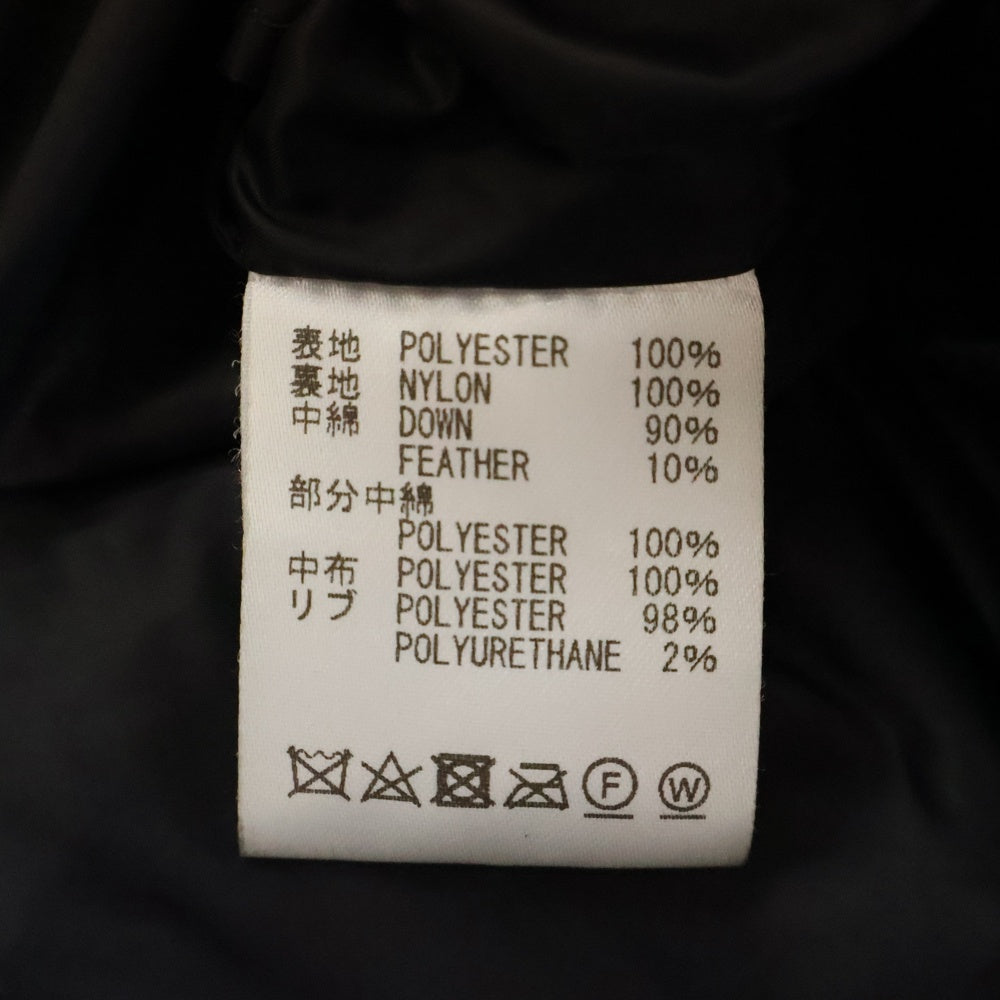 表地 POLYESTER 100%
裏地 NYLON 100%
中綿 DOWN 90%
FEATHER 10%
部分中綿
POLYESTER 100%
中布 POLYESTER 100%
リブ POLYESTER 98%
POLYURETHANE 2%
F W